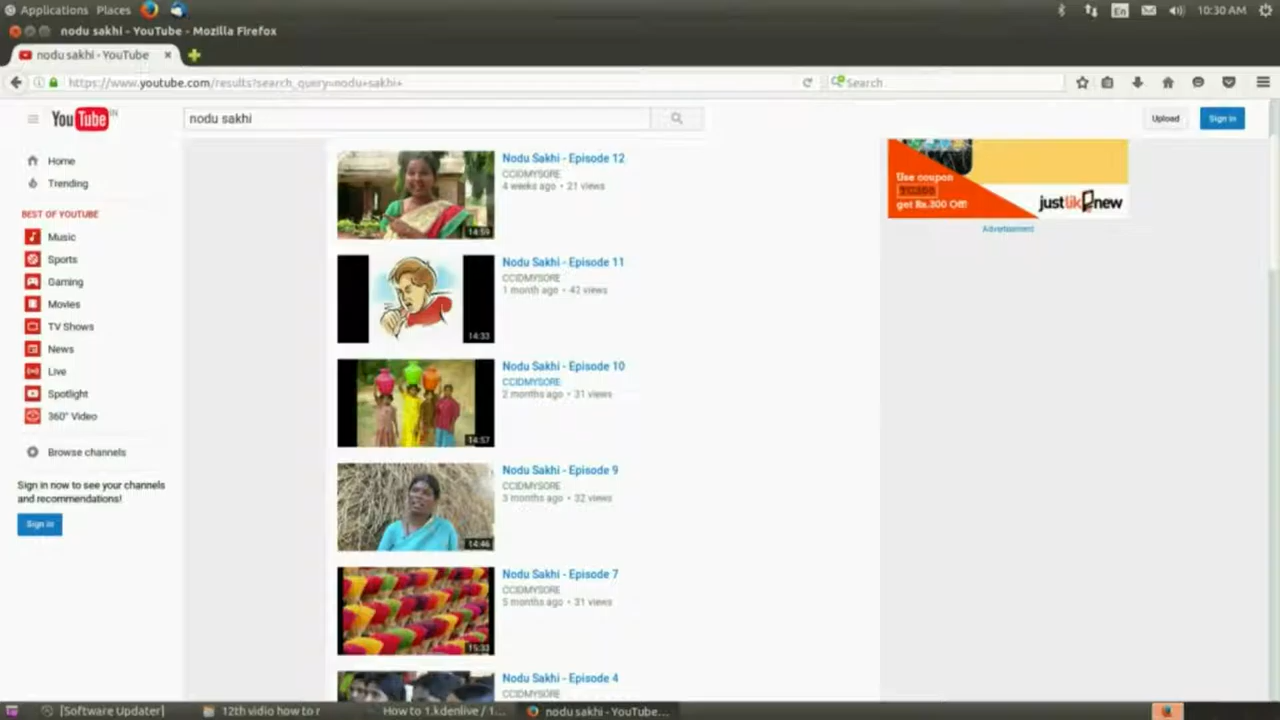 Applications Places En 10:30 AM
nodu sakhi - YouTube - Mozilla Firefox
nodu sakhi - YouTube
https://www.youtube.com/results?search_query=nodu+sakhi+
Search
YouTube IN
nodu sakhi
Upload
Sign in
Home
Trending
BEST OF YOUTUBE
Music
Sports
Gaming
Movies
TV Shows
News
Live
Spotlight
360° Video
Browse channels
Sign in now to see your channels
and recommendations!
Sign in
Nodu Sakhi - Episode 12
CCIDMYSORE
4 weeks ago • 21 views
14:59
Nodu Sakhi - Episode 11
CCIDMYSORE
1 month ago • 42 views
14:33
Nodu Sakhi - Episode 10
CCIDMYSORE
2 months ago • 31 views
14:57
Nodu Sakhi - Episode 9
CCIDMYSORE
3 months ago • 32 views
14:46
Nodu Sakhi - Episode 7
CCIDMYSORE
5 months ago • 31 views
15:33
Nodu Sakhi - Episode 4
CCIDMYSORE
Use coupon
get Rs.300 Off!
justlik new
Advertisement
[Software Updater]
12th vidio how to r
How to 1.kdenlive / 1...
nodu sakhi - YouTube...